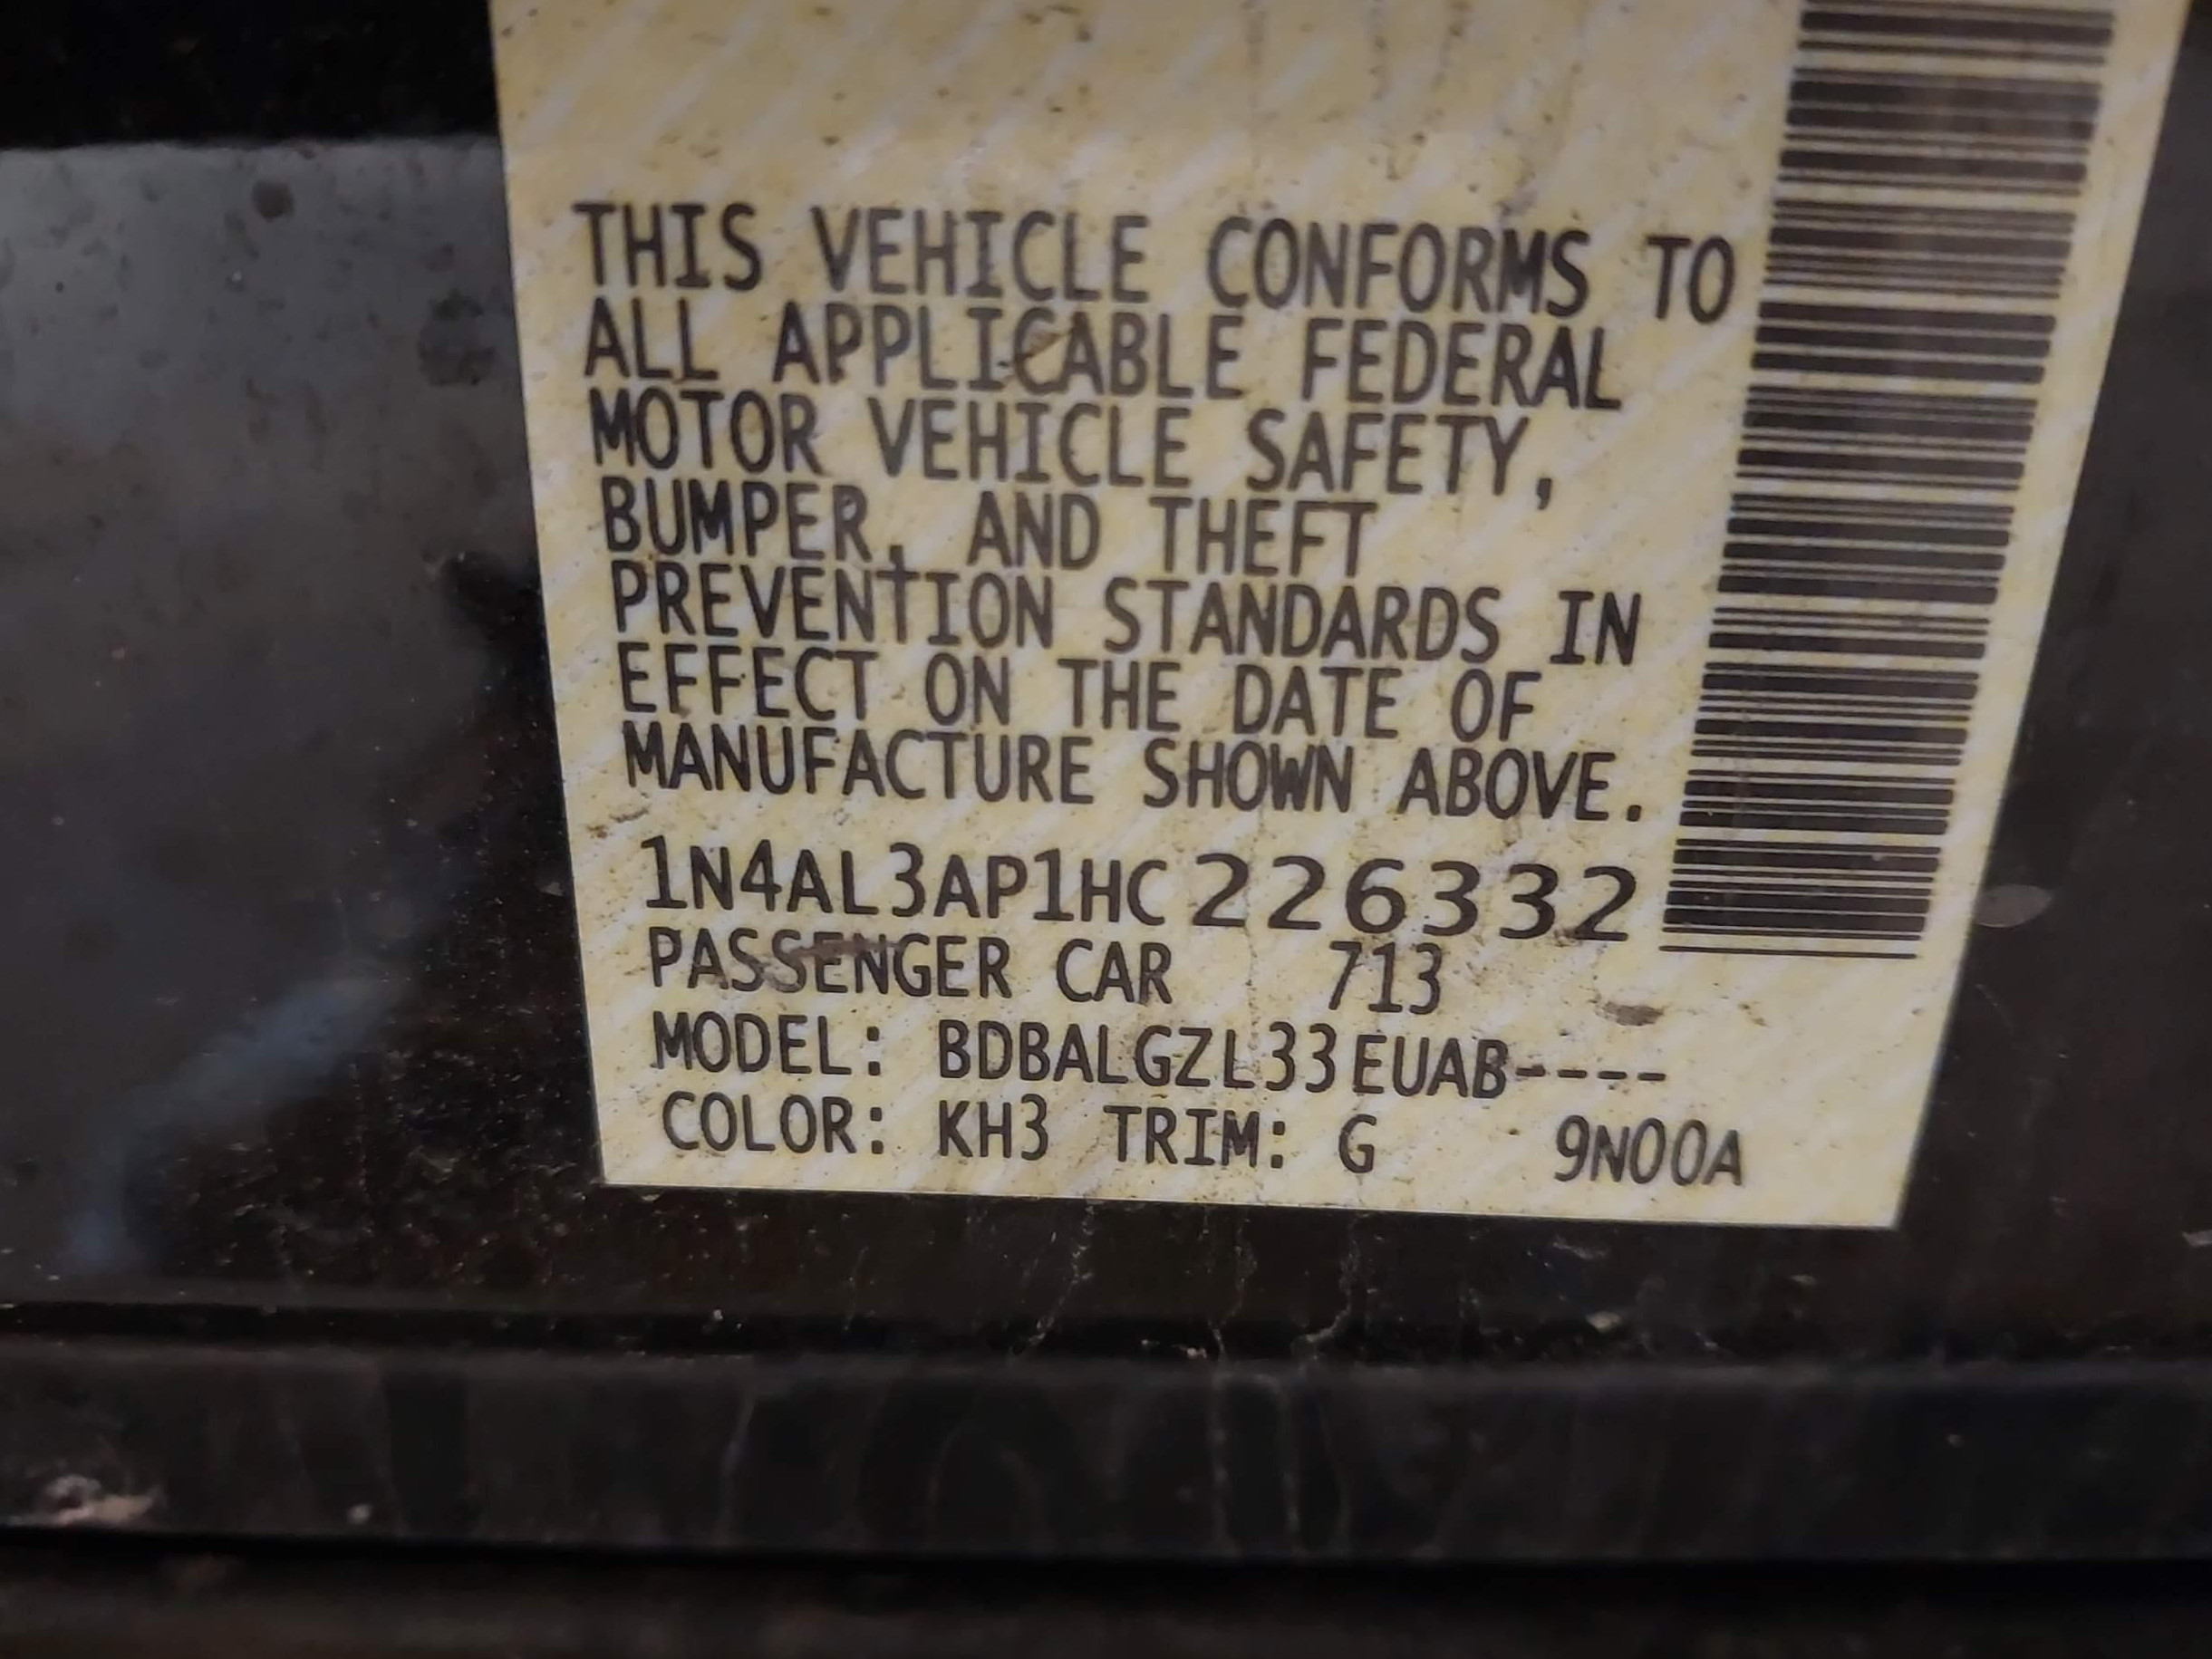 THIS VEHICLE CONFORMS TO
ALL APPLICABLE FEDERAL
MOTOR VEHICLE SAFETY,
BUMPER, AND THEFT
PREVENTION STANDARDS IN
EFFECT ON THE DATE OF
MANUFACTURE SHOWN ABOVE.
1N4AL3AP1HC226332
PASSENGER CAR 713
MODEL: BDBALGZL33EUAB----
COLOR: KH3 TRIM: G 9N00A